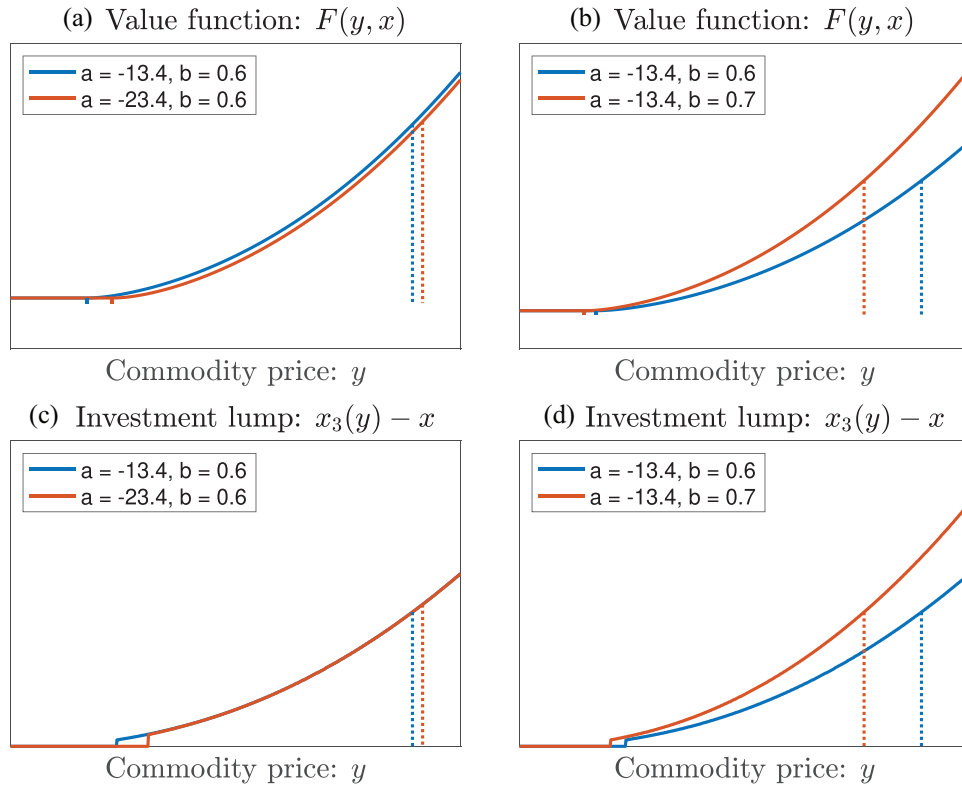 (a) Value function: F(y, x)
a = -13.4, b = 0.6
a = -23.4, b = 0.6
Commodity price: y
(b) Value function: F(y, x)
a = -13.4, b = 0.6
a = -13.4, b = 0.7
Commodity price: y
(c) Investment lump: x₃(y) − x
a = -13.4, b = 0.6
a = -23.4, b = 0.6
Commodity price: y
(d) Investment lump: x₃(y) − x
a = -13.4, b = 0.6
a = -13.4, b = 0.7
Commodity price: y